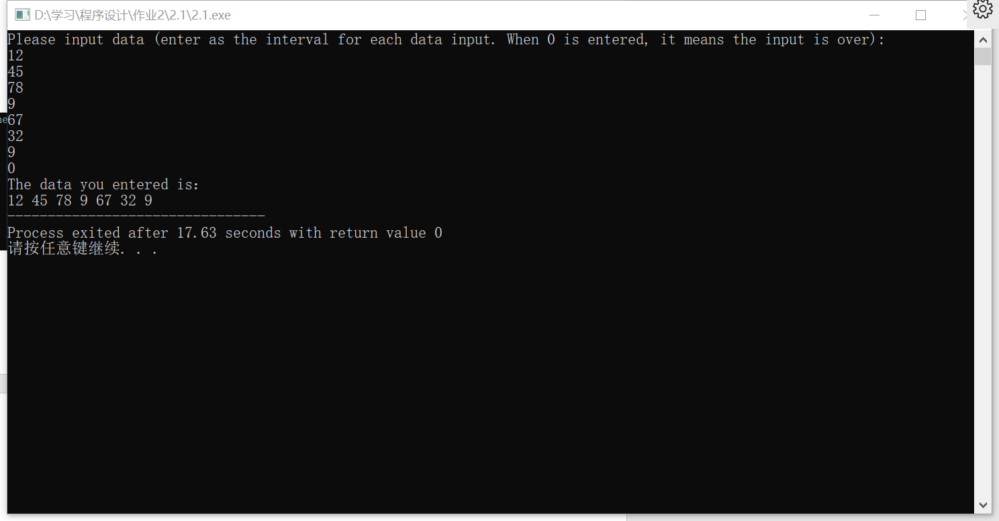 D:\学习\程序设计\作业2\2.1\2.1.exe
Please input data (enter as the interval for each data input. When 0 is entered, it means the input is over):
12
45
78
9
67
32
9
0
The data you entered is:
12 45 78 9 67 32 9
--------------------------------
Process exited after 17.63 seconds with return value 0
请按任意键继续. . .